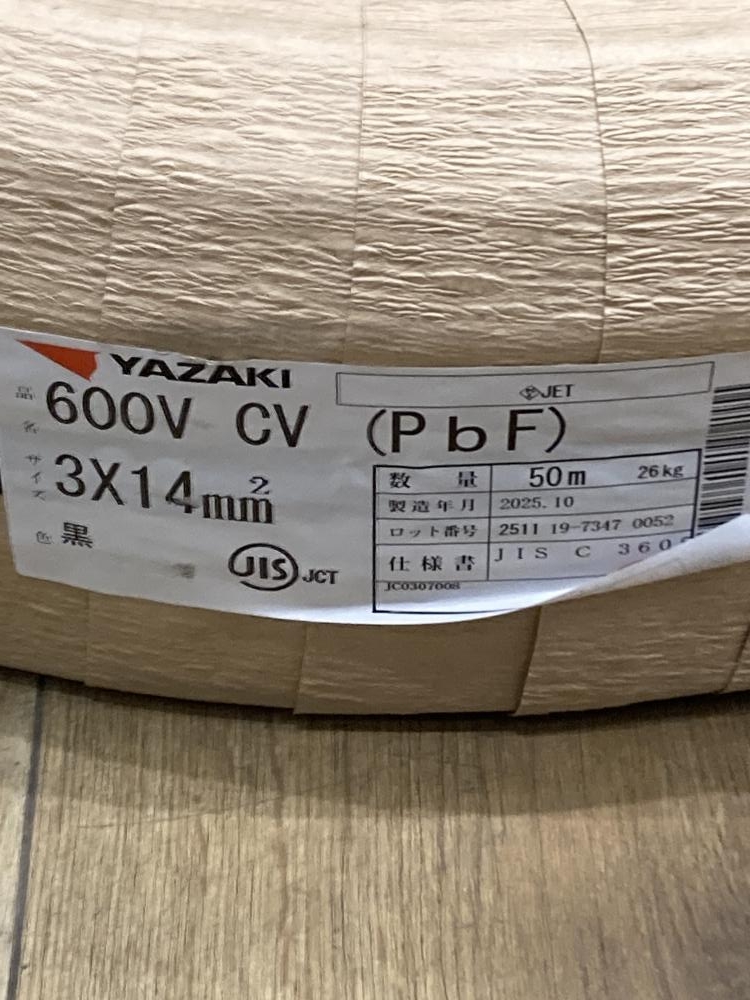 YAZAKI
JET
品名 600V CV (PbF)
サイズ 3X14mm²
色 黒
JIS JCT
数量 50m 26kg
製造年月 2025.10
ロット番号 2511 19-7347 0052
仕様書 JIS C 360
JC0307008